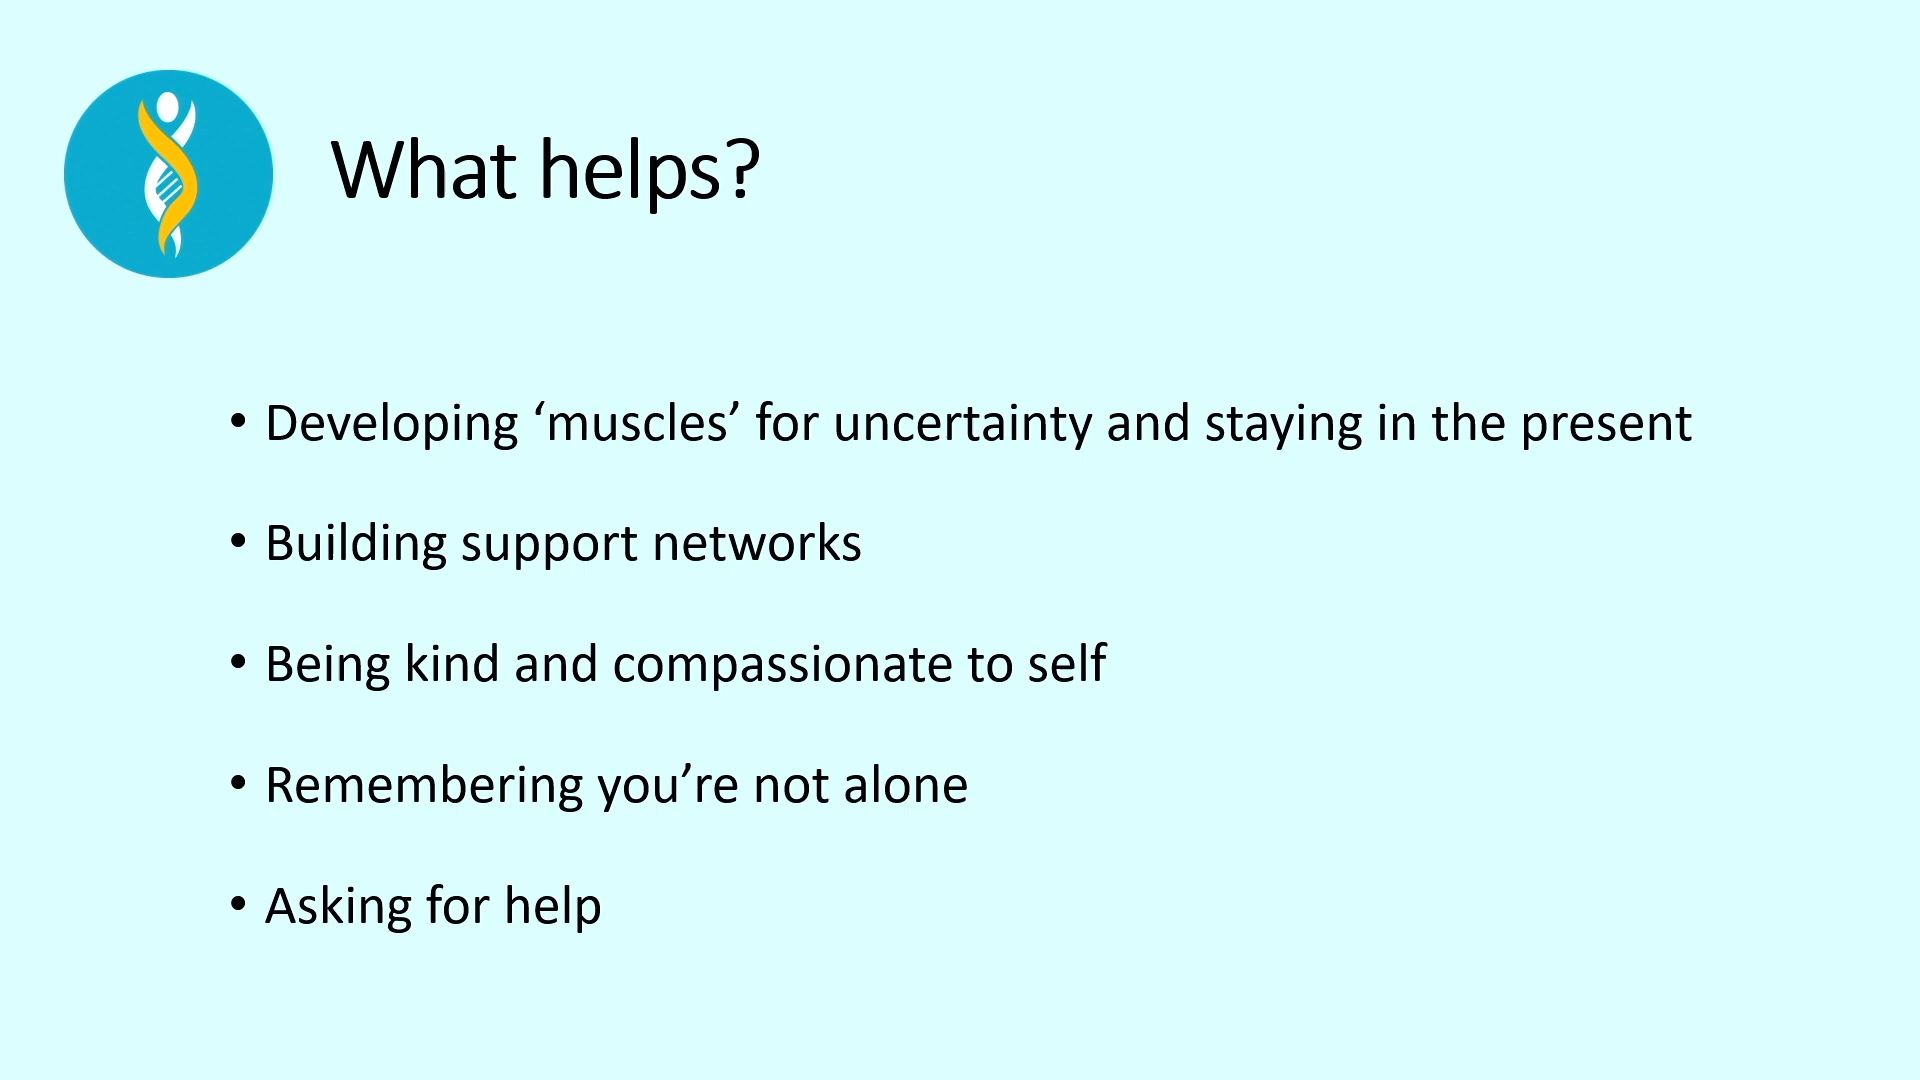 What helps?
• Developing ‘muscles’ for uncertainty and staying in the present
• Building support networks
• Being kind and compassionate to self
• Remembering you’re not alone
• Asking for help